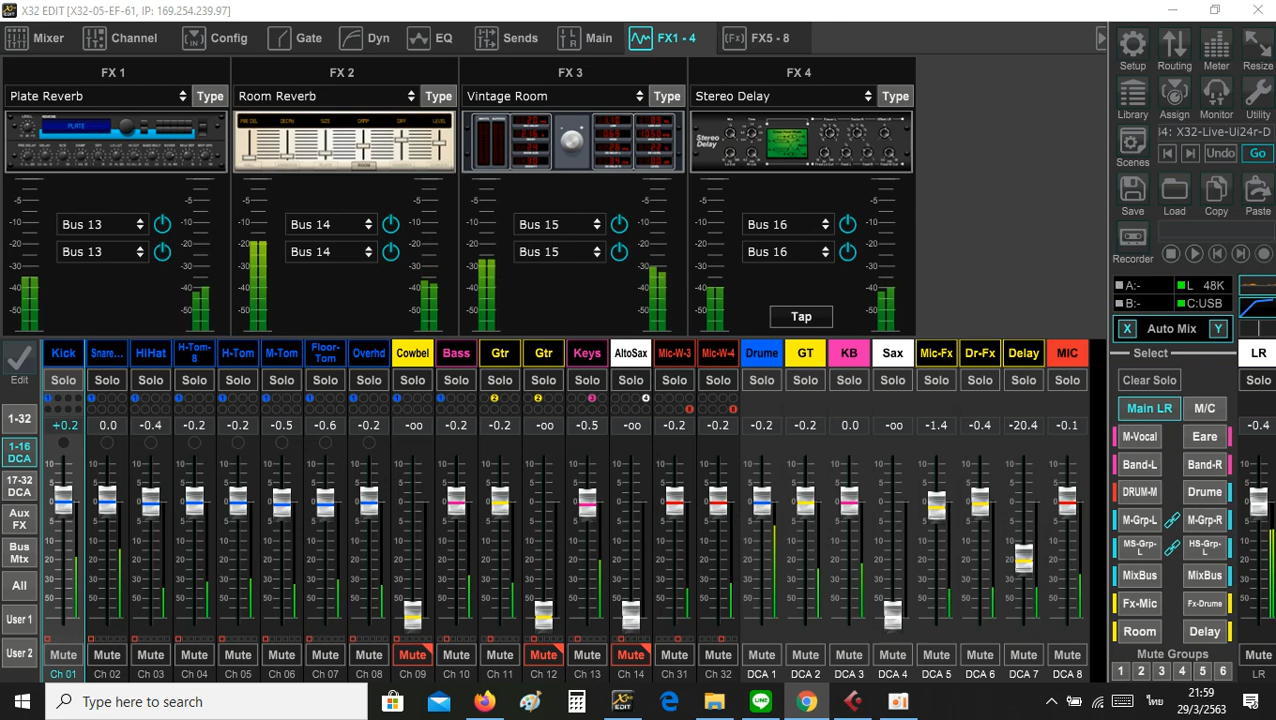 X32 EDIT [X32-05-EF-61, IP: 169.254.239.97]
Mixer Channel Config Gate Dyn EQ Sends Main FX1 - 4 FX5 - 8
Setup Routing Meter Resize
FX 1 FX 2 FX 3 FX 4
Plate Reverb Type Room Reverb Type Vintage Room Type Stereo Delay Type
Library Assign Monitor Utility
PLATE
Stereo Delay
i4: X32-Live-Ui24r-D
Scenes Undo Go
Save Load Copy Paste
Bus 13 Bus 14 Bus 15 Bus 16
Bus 13 Bus 14 Bus 15 Bus 16
Recorder
A:- L 48K
B:- C:USB
Tap
X Auto Mix Y
Edit Kick Snare... HiHat H-Tom-8 H-Tom M-Tom Floor-Tom Overhd Cowbel Bass Gtr Gtr Keys AltoSax Mic-W-3 Mic-W-4 Drume GT KB Sax Mic-Fx Dr-Fx Delay MIC Select LR
Solo Solo Solo Solo Solo Solo Solo Solo Solo Solo Solo Solo Solo Solo Solo Solo Solo Solo Solo Solo Solo Solo Solo Solo Clear Solo Solo
+0.2 0.0 -0.4 -0.2 -0.2 -0.5 -0.6 -0.2 -oo -0.2 -0.2 -oo -0.5 -oo -0.2 -0.2 -0.2 -0.2 0.0 -oo -1.4 -0.4 -20.4 -0.1 -0.4
1-32
1-16 DCA
17-32 DCA
Aux FX
Bus Main
All
User 1
User 2
Main LR M/C
M-Vocal Eare
Band-L Band-R
DRUM-M Drume
M-Grp-L M-Grp-R
MS-Grp-L HS-Grp-L
MixBus MixBus
Fx-Mic Fx-Drume
Room Delay
Mute Groups
1 2 3 4 5 6
Mute Mute Mute Mute Mute Mute Mute Mute Mute Mute Mute Mute Mute Mute Mute Mute Mute Mute Mute Mute Mute Mute Mute Mute Mute
Ch 01 Ch 02 Ch 03 Ch 04 Ch 05 Ch 06 Ch 07 Ch 08 Ch 09 Ch 10 Ch 11 Ch 12 Ch 13 Ch 14 Ch 31 Ch 32 DCA 1 DCA 2 DCA 3 DCA 4 DCA 5 DCA 6 DCA 7 DCA 8 LR
Type here to search
ไทย
21:59
29/3/2563